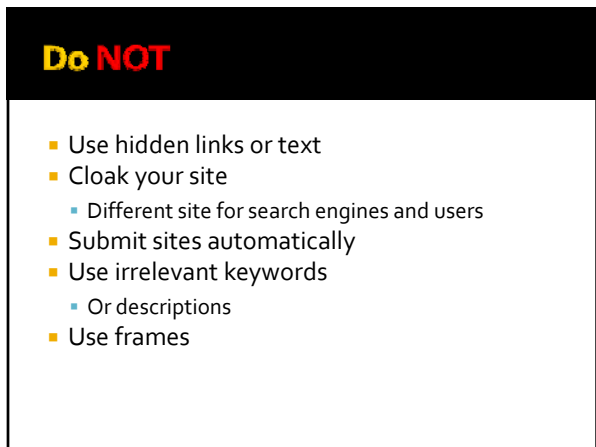 Do NOT
Use hidden links or text
Cloak your site
Different site for search engines and users
Submit sites automatically
Use irrelevant keywords
Or descriptions
Use frames